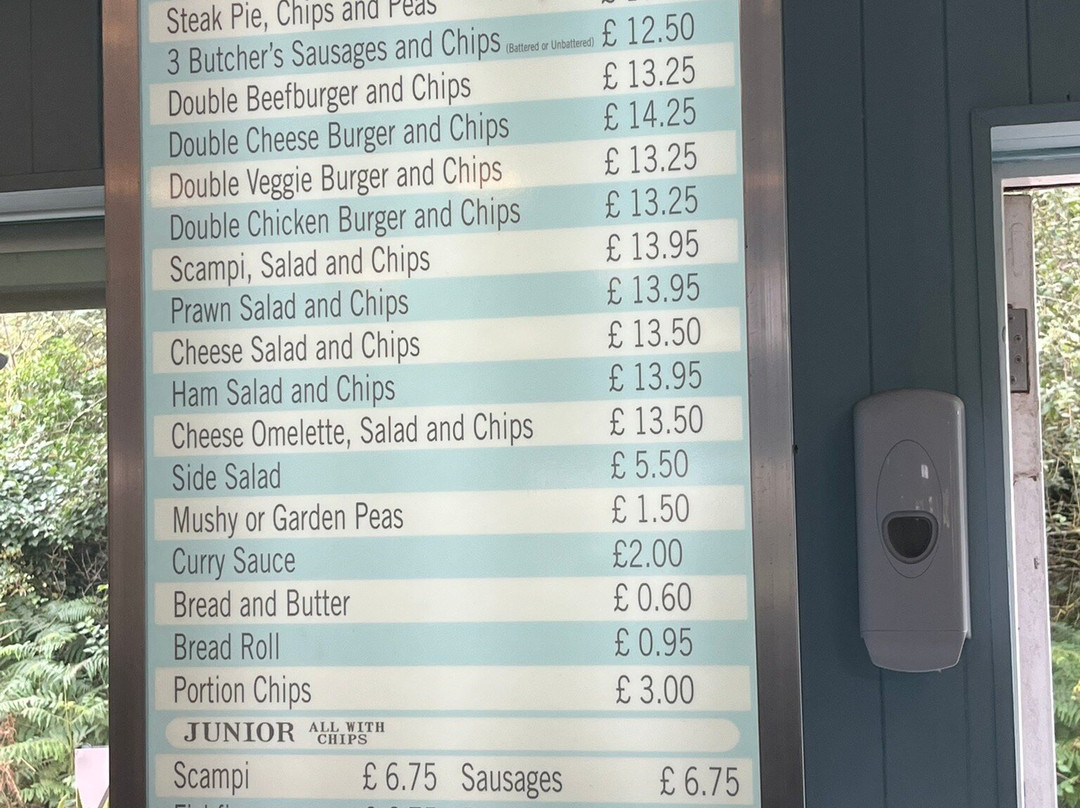 Steak Pie, Chips and Peas
3 Butcher's Sausages and Chips (Battered or Unbattered) £ 12.50
Double Beefburger and Chips £ 13.25
Double Cheese Burger and Chips £ 14.25
Double Veggie Burger and Chips £ 13.25
Double Chicken Burger and Chips £ 13.25
Scampi, Salad and Chips £ 13.95
Prawn Salad and Chips £ 13.95
Cheese Salad and Chips £ 13.50
Ham Salad and Chips £ 13.95
Cheese Omelette, Salad and Chips £ 13.50
Side Salad £ 5.50
Mushy or Garden Peas £ 1.50
Curry Sauce £2.00
Bread and Butter £ 0.60
Bread Roll £ 0.95
Portion Chips £ 3.00
JUNIOR ALL WITH CHIPS
Scampi £ 6.75 Sausages £ 6.75